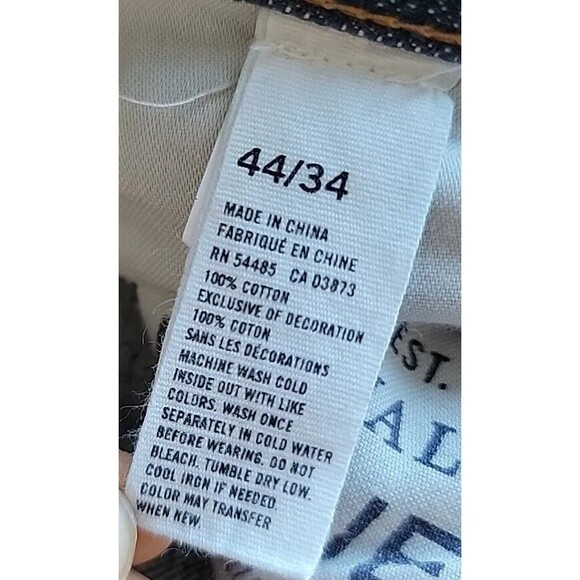 44/34
MADE IN CHINA
FABRIQUÉ EN CHINE
RN 54485 CA 03873
100% COTTON
EXCLUSIVE OF DECORATION
100% COTON
SANS LES DÉCORATIONS
MACHINE WASH COLD
INSIDE OUT WITH LIKE
COLORS. WASH ONCE
SEPARATELY IN COLD WATER
BEFORE WEARING. DO NOT
BLEACH. TUMBLE DRY LOW.
COOL IRON IF NEEDED.
COLOR MAY TRANSFER
WHEN NEW.
EST.